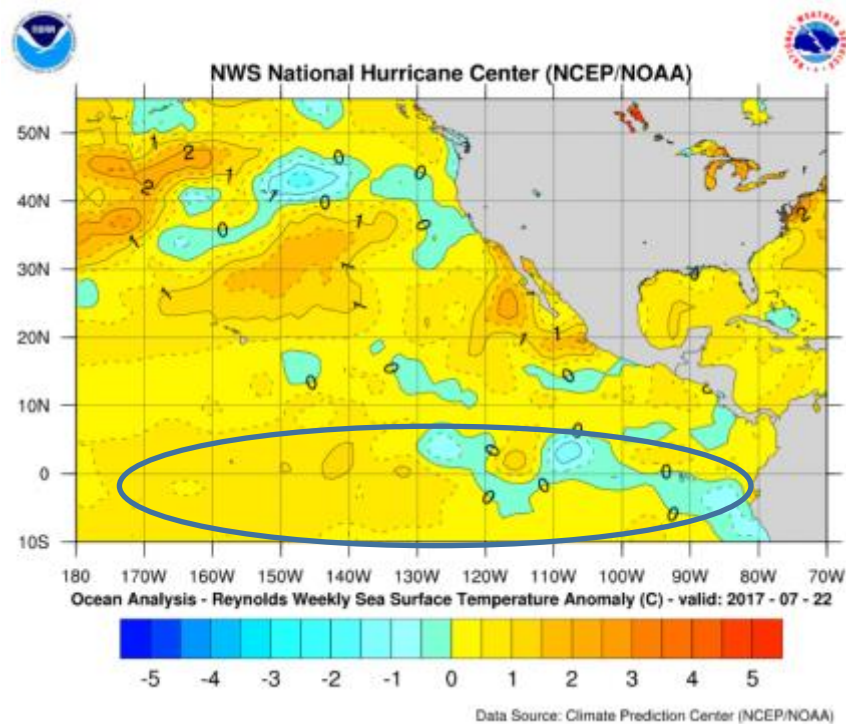 NWS National Hurricane Center (NCEP/NOAA)
50N
40N
30N
20N
10N
0
10S
180 170W 160W 150W 140W 130W 120W 110W 100W 90W 80W 70W
Ocean Analysis - Reynolds Weekly Sea Surface Temperature Anomaly (C) - valid: 2017 - 07 - 22
-5 -4 -3 -2 -1 0 1 2 3 4 5
Data Source: Climate Prediction Center (NCEP/NOAA)